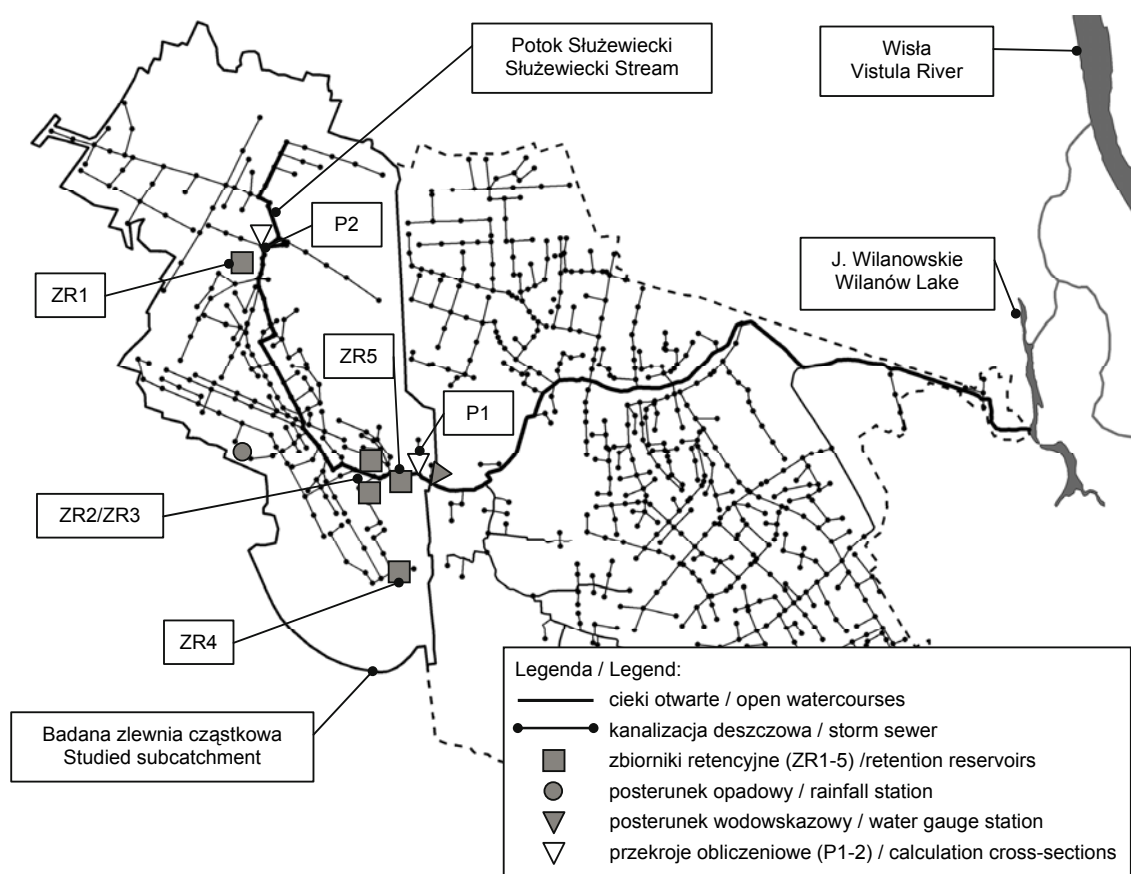 Potok Służewiecki
Służewiecki Stream
Wisła
Vistula River
P2
ZR1
J. Wilanowskie
Wilanów Lake
ZR5
P1
ZR2/ZR3
ZR4
Badana zlewnia cząstkowa
Studied subcatchment
Legenda / Legend:
cieki otwarte / open watercourses
kanalizacja deszczowa / storm sewer
zbiorniki retencyjne (ZR1-5) /retention reservoirs
posterunek opadowy / rainfall station
posterunek wodowskazowy / water gauge station
przekroje obliczeniowe (P1-2) / calculation cross-sections